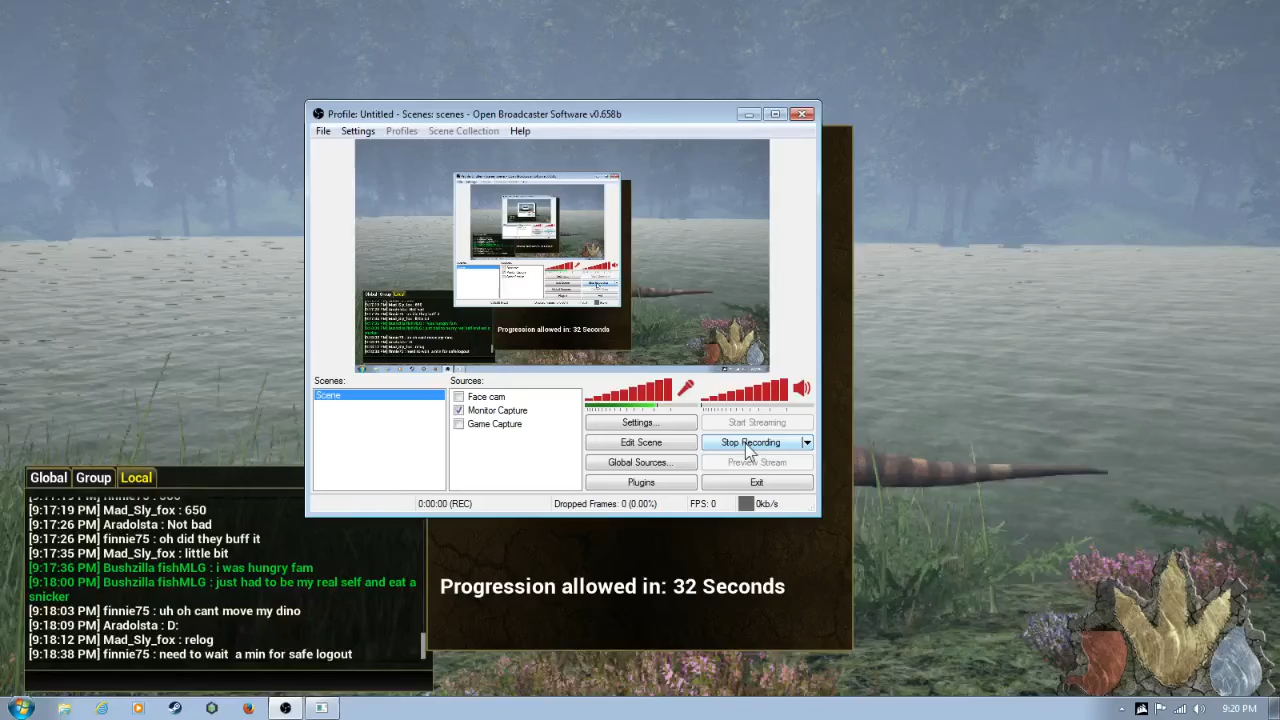 Profile: Untitled - Scenes: scenes - Open Broadcaster Software v0.658b
File Settings Profiles Scene Collection Help
Progression allowed in: 32 Seconds
Scenes:
Scene
Sources:
Face cam
Monitor Capture
Game Capture
Settings...
Start Streaming
Edit Scene
Stop Recording
Global Sources...
Preview Stream
Plugins
Exit
0:00:00 (REC)
Dropped Frames: 0 (0.00%)
FPS: 0
0kb/s
Global Group Local
[9:17:19 PM] Mad_Sly_fox : 650
[9:17:26 PM] Aradolsta : Not bad
[9:17:26 PM] finnie75 : oh did they buff it
[9:17:35 PM] Mad_Sly_fox : little bit
[9:17:36 PM] Bushzilla fishMLG : i was hungry fam
[9:18:00 PM] Bushzilla fishMLG : just had to be my real self and eat a
snicker
[9:18:03 PM] finnie75 : uh oh cant move my dino
[9:18:09 PM] Aradolsta : D:
[9:18:12 PM] Mad_Sly_fox : relog
[9:18:38 PM] finnie75 : need to wait a min for safe logout
Progression allowed in: 32 Seconds
9:20 PM